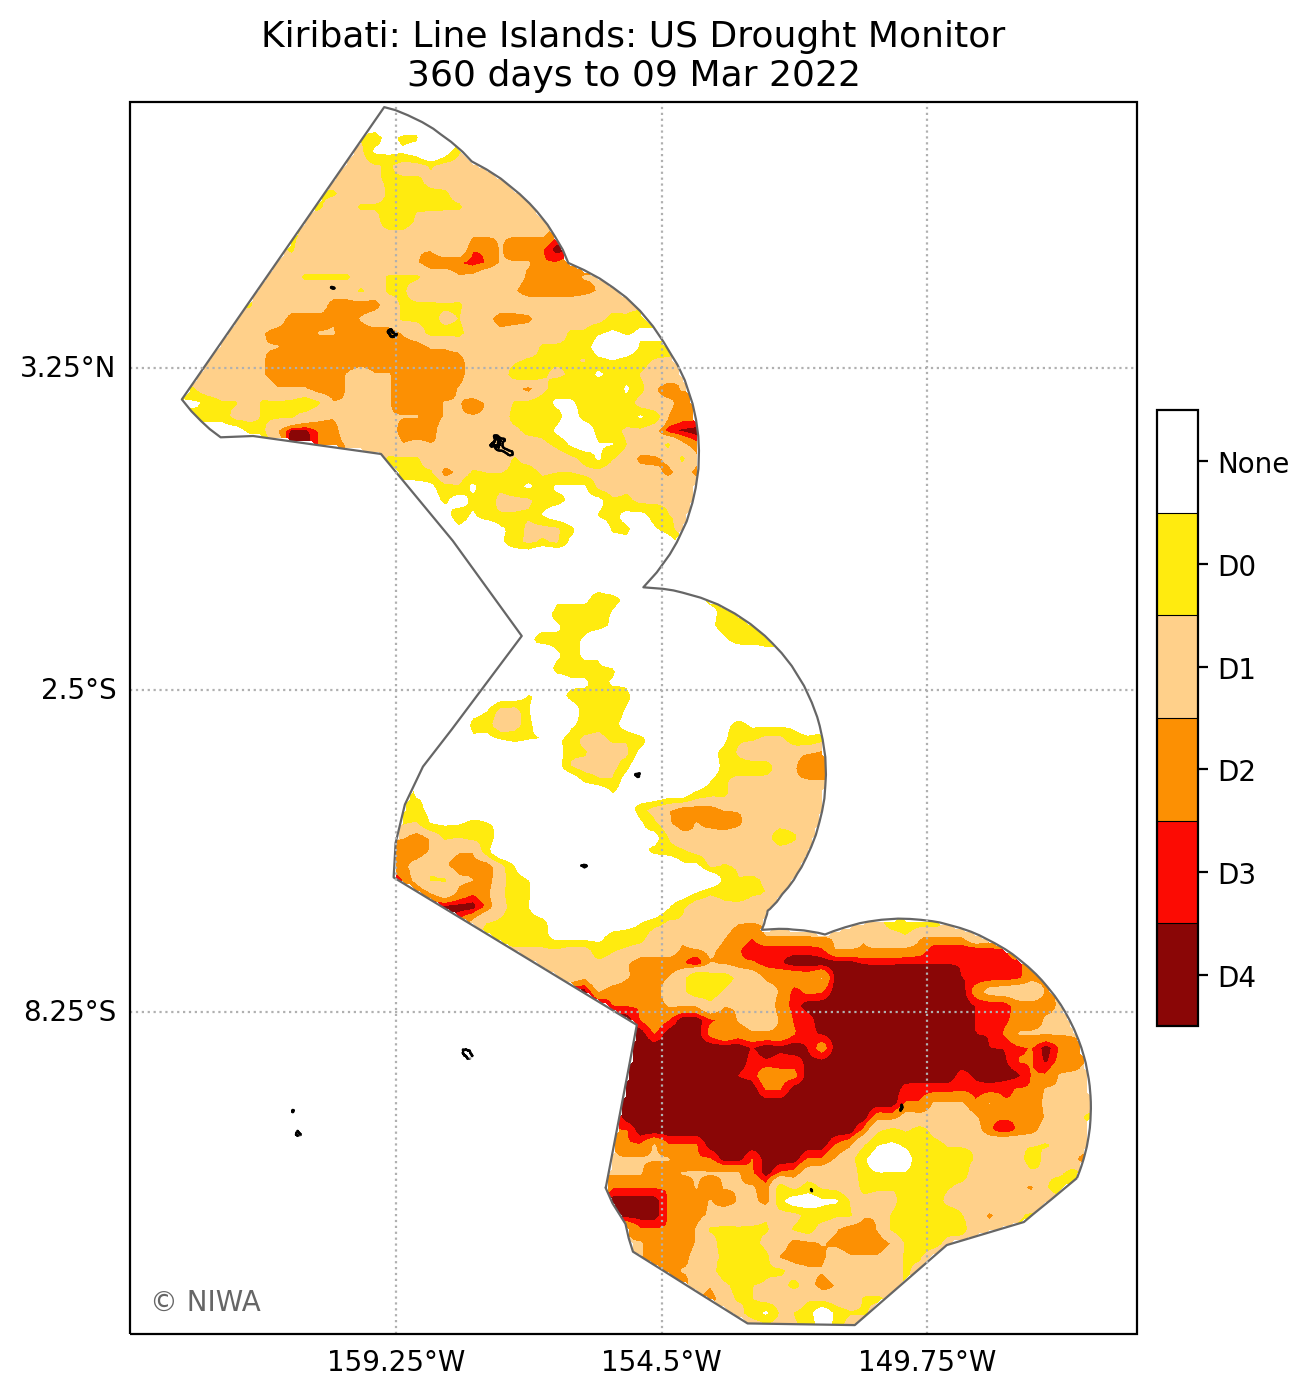 Kiribati: Line Islands: US Drought Monitor
360 days to 09 Mar 2022
3.25°N
2.5°S
8.25°S
159.25°W
154.5°W
149.75°W
None
D0
D1
D2
D3
D4
© NIWA